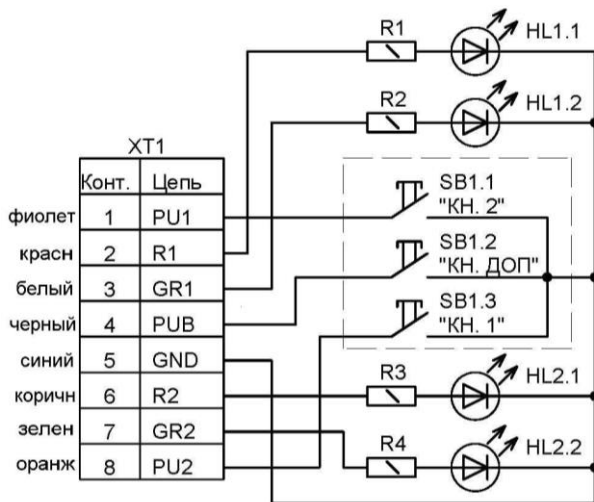 R1
HL1.1
R2
HL1.2
XT1
Конт. Цепь
фиолет 1 PU1
красн 2 R1
белый 3 GR1
черный 4 PUB
синий 5 GND
коричн 6 R2
зелен 7 GR2
оранж 8 PU2
SB1.1
"КН. 2"
SB1.2
"КН. ДОП"
SB1.3
"КН. 1"
R3
HL2.1
R4
HL2.2